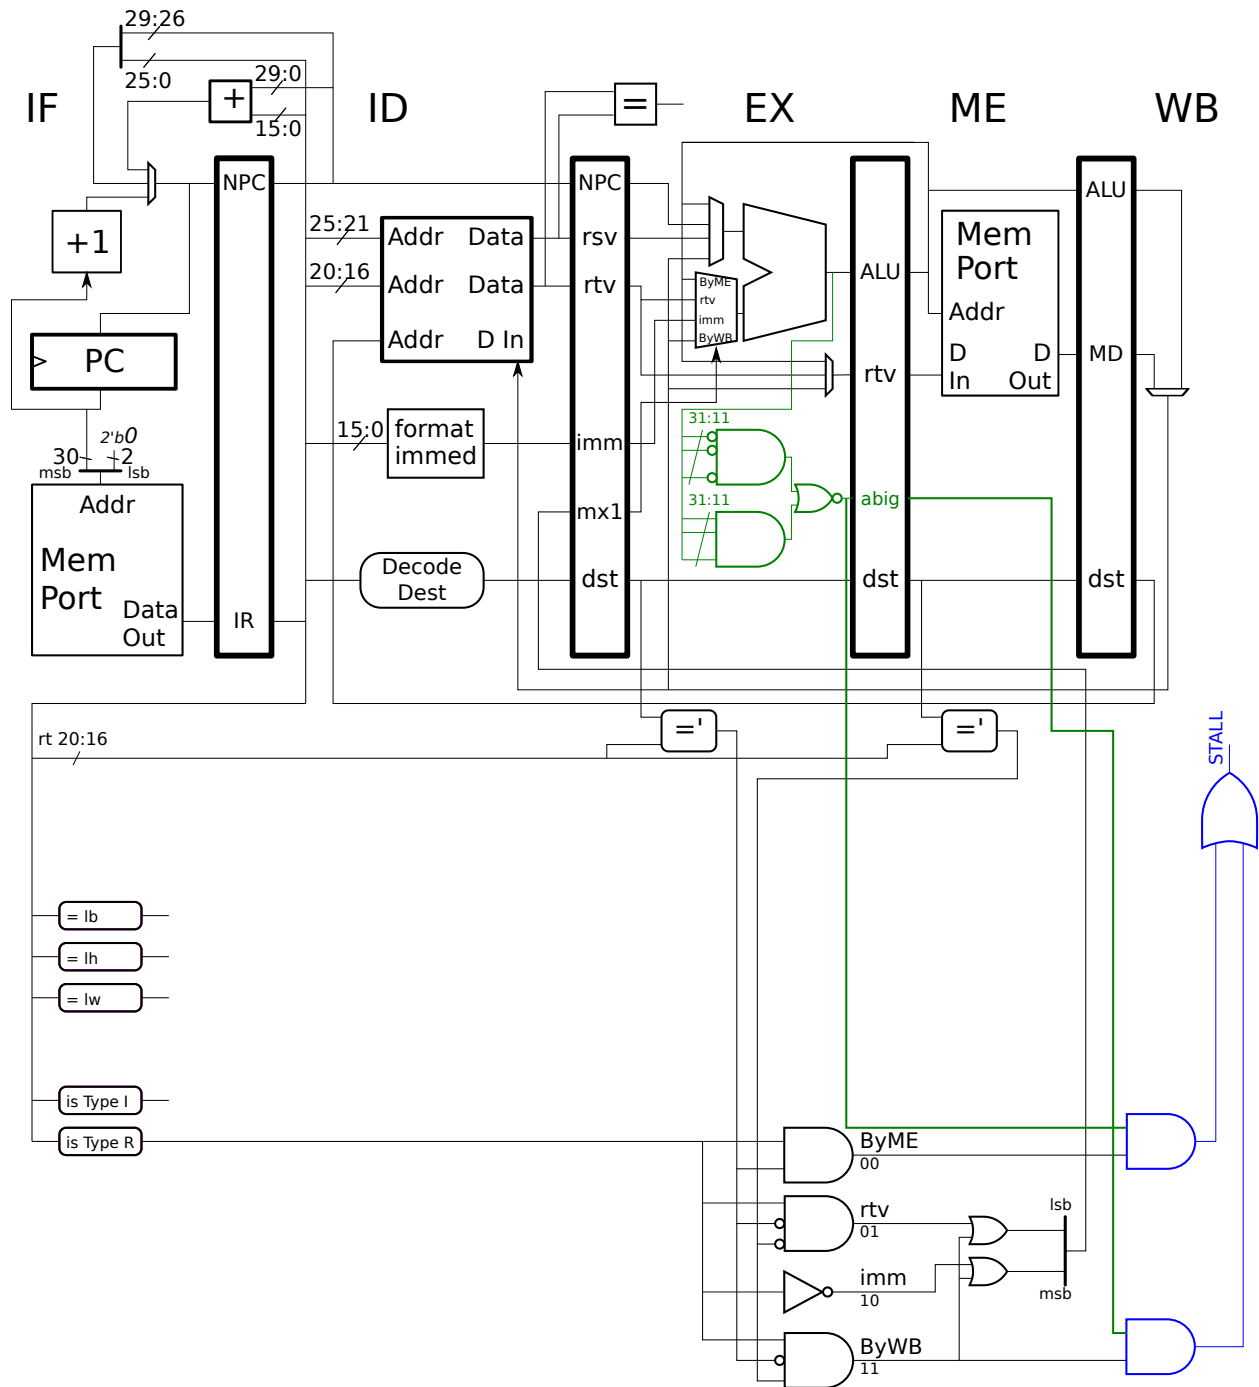 29:26
25:0
29:0
15:0
IF
ID
EX
ME
WB
+
=
NPC
NPC
ALU
+1
25:21
Addr
Data
rsv
20:16
Addr
Data
rtv
Addr
D In
ByME
rtv
imm
ByWB
ALU
Mem
Port
Addr
D
In
D
Out
MD
PC
rtv
15:0
format
immed
imm
31:11
2'b0
30
2
msb
lsb
Addr
Mem
Port
Data
Out
IR
mx1
31:11
abig
Decode
Dest
dst
dst
dst
rt 20:16
='
='
STALL
= lb
= lh
= lw
is Type I
is Type R
ByME
00
rtv
01
lsb
imm
10
msb
ByWB
11